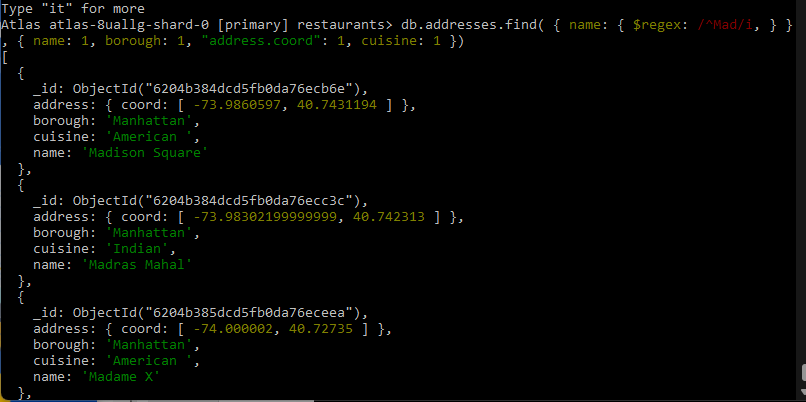 Type "it" for more
Atlas atlas-8uallg-shard-0 [primary] restaurants> db.addresses.find( { name: { $regex: /^Mad/i, } }
, { name: 1, borough: 1, "address.coord": 1, cuisine: 1 })
[
  {
    _id: ObjectId("6204b384dcd5fb0da76ecb6e"),
    address: { coord: [ -73.9860597, 40.7431194 ] },
    borough: 'Manhattan',
    cuisine: 'American ',
    name: 'Madison Square'
  },
  {
    _id: ObjectId("6204b384dcd5fb0da76ecc3c"),
    address: { coord: [ -73.98302199999999, 40.742313 ] },
    borough: 'Manhattan',
    cuisine: 'Indian',
    name: 'Madras Mahal'
  },
  {
    _id: ObjectId("6204b385dcd5fb0da76eceea"),
    address: { coord: [ -74.000002, 40.72735 ] },
    borough: 'Manhattan',
    cuisine: 'American ',
    name: 'Madame X'
  },